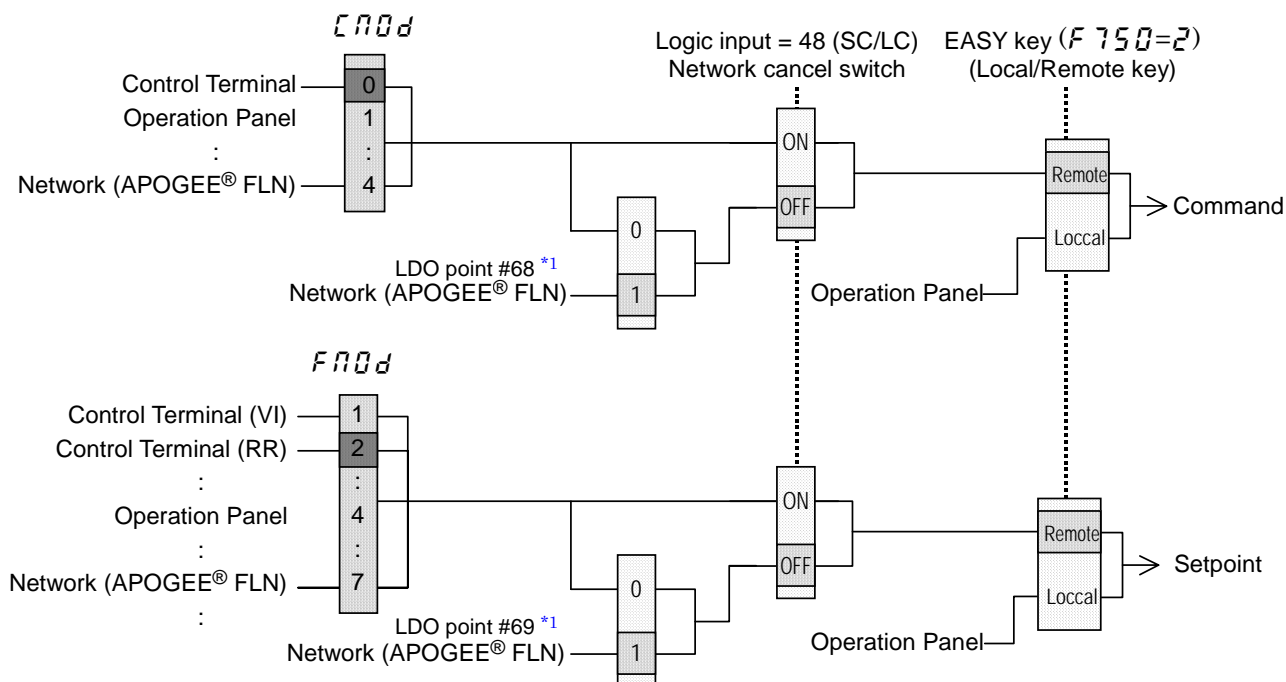 CMOd
Logic input = 48 (SC/LC)
Network cancel switch
EASY key (F750=2)
(Local/Remote key)
Control Terminal
0
Operation Panel
1
:
:
Network (APOGEE® FLN)
4
ON
OFF
Remote
Loccal
Command
0
LDO point #68 *1
Network (APOGEE® FLN)
1
Operation Panel
FMOd
Control Terminal (VI)
1
Control Terminal (RR)
2
:
:
Operation Panel
4
:
:
Network (APOGEE® FLN)
7
:
ON
OFF
Remote
Loccal
Setpoint
0
LDO point #69 *1
Network (APOGEE® FLN)
1
Operation Panel